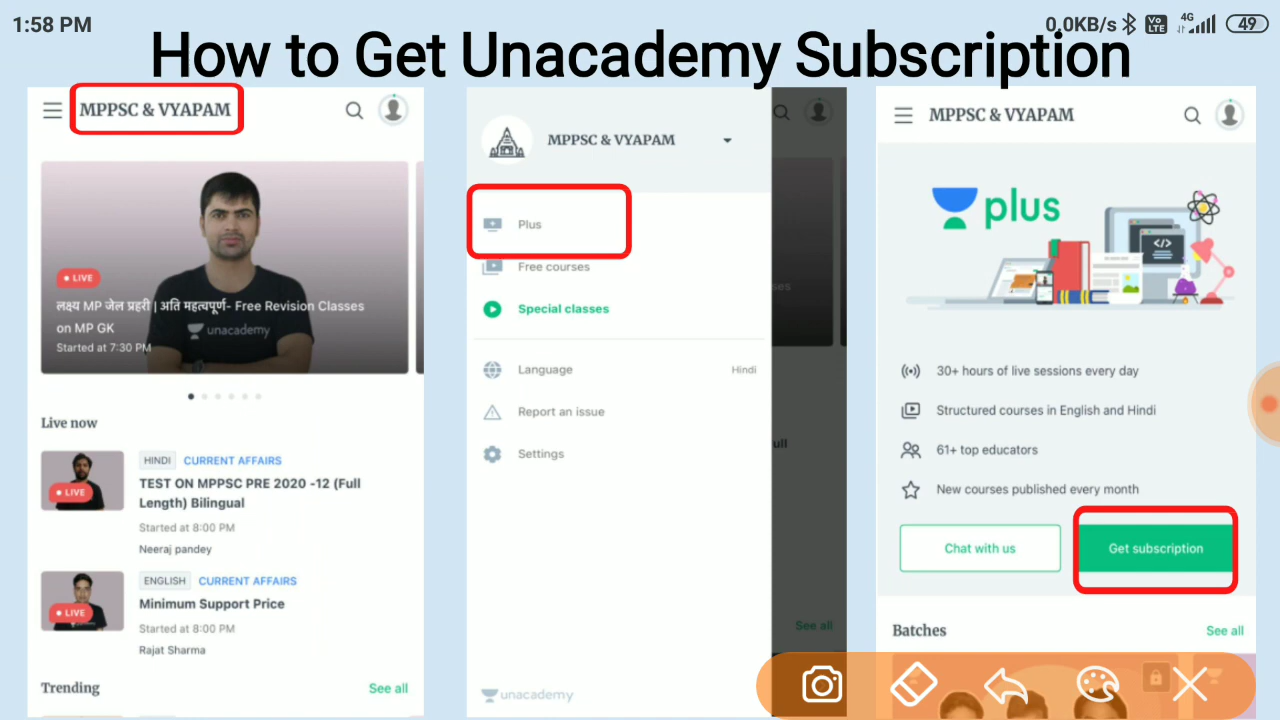 1:58 PM
0.0KB/s
Vo
LTE
4G
49
How to Get Unacademy Subscription
MPPSC & VYAPAM
LIVE
लक्ष्य MP जेल प्रहरी | अति महत्वपूर्ण- Free Revision Classes
on MP GK
unacademy
Started at 7:30 PM
Live now
HINDI CURRENT AFFAIRS
LIVE
TEST ON MPPSC PRE 2020 -12 (Full
Length) Bilingual
Started at 8:00 PM
Neeraj pandey
ENGLISH CURRENT AFFAIRS
LIVE
Minimum Support Price
Started at 8:00 PM
Rajat Sharma
Trending
See all
MPPSC & VYAPAM
Plus
Free courses
Special classes
Language
Hindi
Report an issue
Settings
unacademy
ses
ull
See all
MPPSC & VYAPAM
plus
30+ hours of live sessions every day
Structured courses in English and Hindi
61+ top educators
New courses published every month
Chat with us
Get subscription
Batches
See all